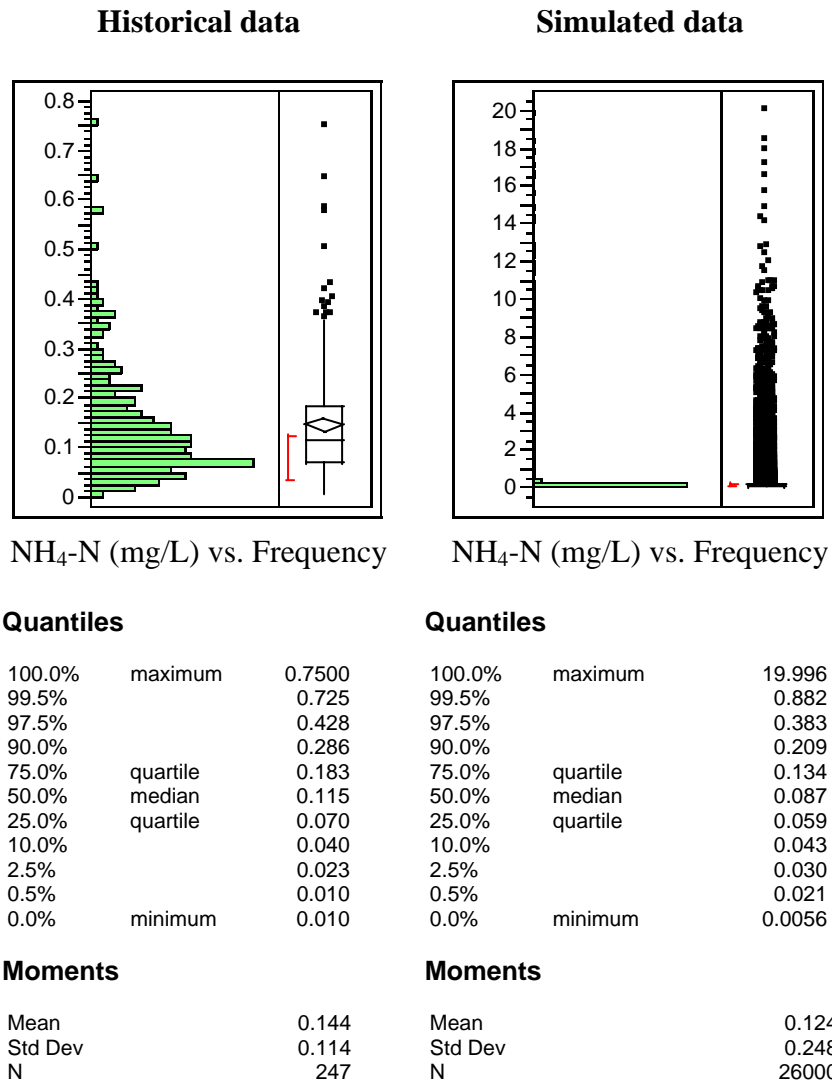 Historical data Simulated data
0.8
0.7
0.6
0.5
0.4
0.3
0.2
0.1
0
20
18
16
14
12
10
8
6
4
2
0
NH₄-N (mg/L) vs. Frequency NH₄-N (mg/L) vs. Frequency
Quantiles Quantiles
100.0% maximum 0.7500 100.0% maximum 19.996
99.5% 0.725 99.5% 0.882
97.5% 0.428 97.5% 0.383
90.0% 0.286 90.0% 0.209
75.0% quartile 0.183 75.0% quartile 0.134
50.0% median 0.115 50.0% median 0.087
25.0% quartile 0.070 25.0% quartile 0.059
10.0% 0.040 10.0% 0.043
2.5% 0.023 2.5% 0.030
0.5% 0.010 0.5% 0.021
0.0% minimum 0.010 0.0% minimum 0.0056
Moments Moments
Mean 0.144 Mean 0.124
Std Dev 0.114 Std Dev 0.248
N 247 N 26000